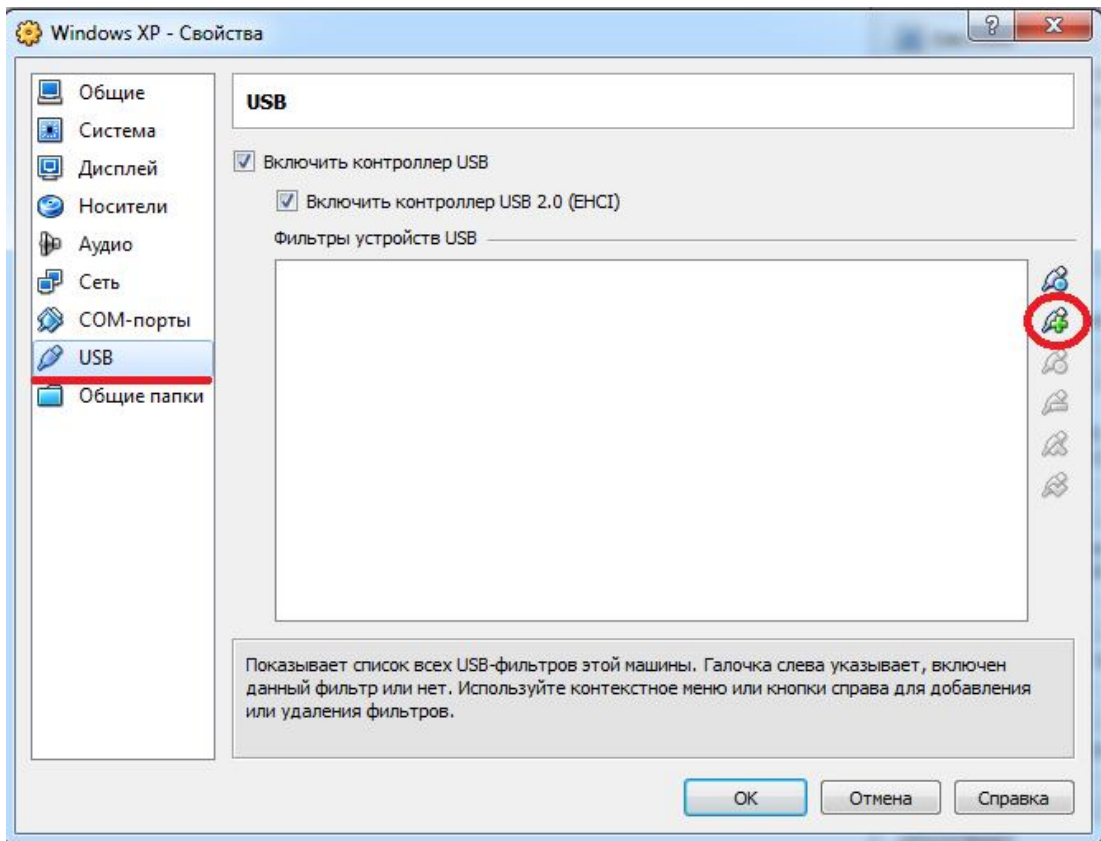 Windows XP - Свойства
?
X
Общие
Система
Дисплей
Носители
Аудио
Сеть
COM-порты
USB
Общие папки
USB
Включить контроллер USB
Включить контроллер USB 2.0 (EHCI)
Фильтры устройств USB
Показывает список всех USB-фильтров этой машины. Галочка слева указывает, включен
данный фильтр или нет. Используйте контекстное меню или кнопки справа для добавления
или удаления фильтров.
OK
Отмена
Справка